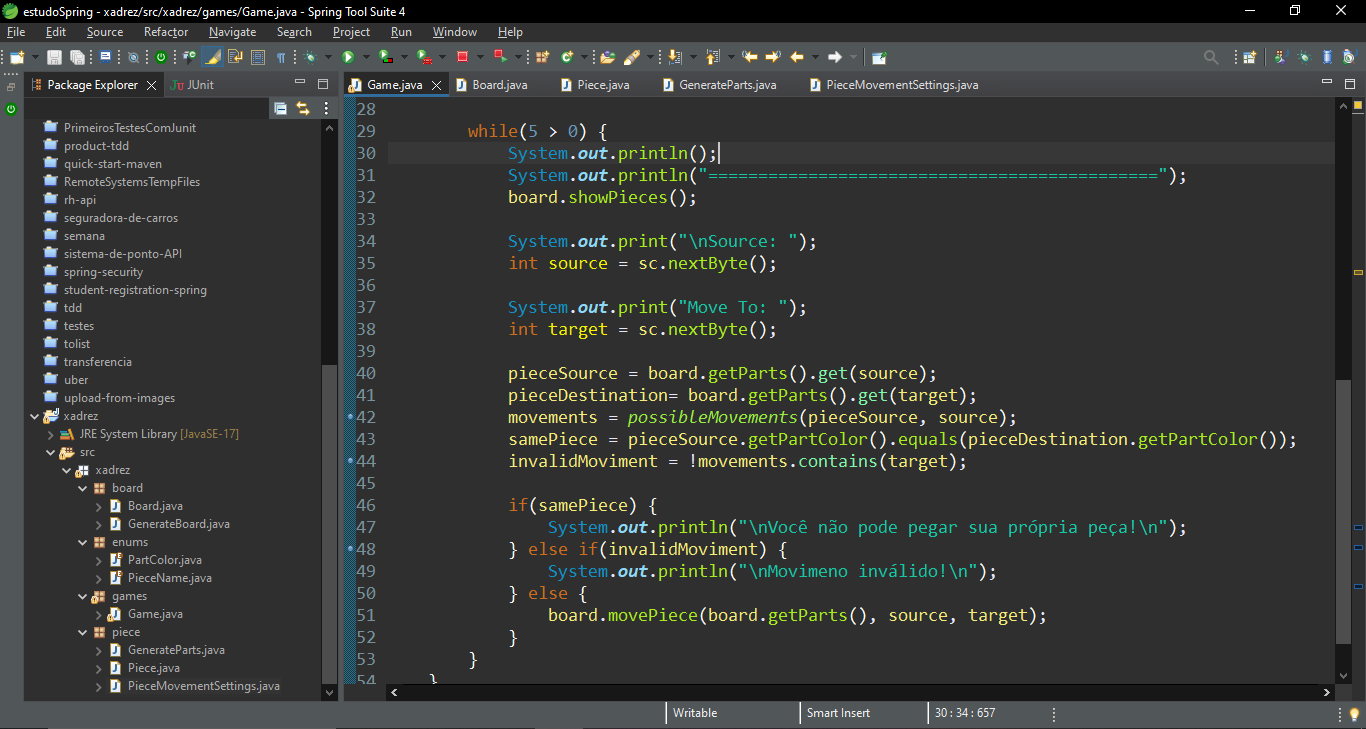 estudoSpring - xadrez/src/xadrez/games/Game.java - Spring Tool Suite 4
File Edit Source Refactor Navigate Search Project Run Window Help
Package Explorer
JUnit
Game.java
Board.java
Piece.java
GenerateParts.java
PieceMovementSettings.java
PrimeirosTestesComJunit
product-tdd
quick-start-maven
RemoteSystemsTempFiles
rh-api
seguradora-de-carros
semana
sistema-de-ponto-API
spring-security
student-registration-spring
tdd
testes
tolist
transferencia
uber
upload-from-images
xadrez
JRE System Library [JavaSE-17]
src
xadrez
board
Board.java
GenerateBoard.java
enums
PartColor.java
PieceName.java
games
Game.java
piece
GenerateParts.java
Piece.java
PieceMovementSettings.java
28
29 while(5 > 0) {
30 System.out.println();
31 System.out.println("=============================================");
32 board.showPieces();
33
34 System.out.print("\nSource: ");
35 int source = sc.nextByte();
36
37 System.out.print("Move To: ");
38 int target = sc.nextByte();
39
40 pieceSource = board.getParts().get(source);
41 pieceDestination= board.getParts().get(target);
42 movements = possibleMovements(pieceSource, source);
43 samePiece = pieceSource.getPartColor().equals(pieceDestination.getPartColor());
44 invalidMoviment = !movements.contains(target);
45
46 if(samePiece) {
47 System.out.println("\nVocê não pode pegar sua própria peça!\n");
48 } else if(invalidMoviment) {
49 System.out.println("\nMovimeno inválido!\n");
50 } else {
51 board.movePiece(board.getParts(), source, target);
52 }
53 }
54 }
Writable
Smart Insert
30 : 34 : 657